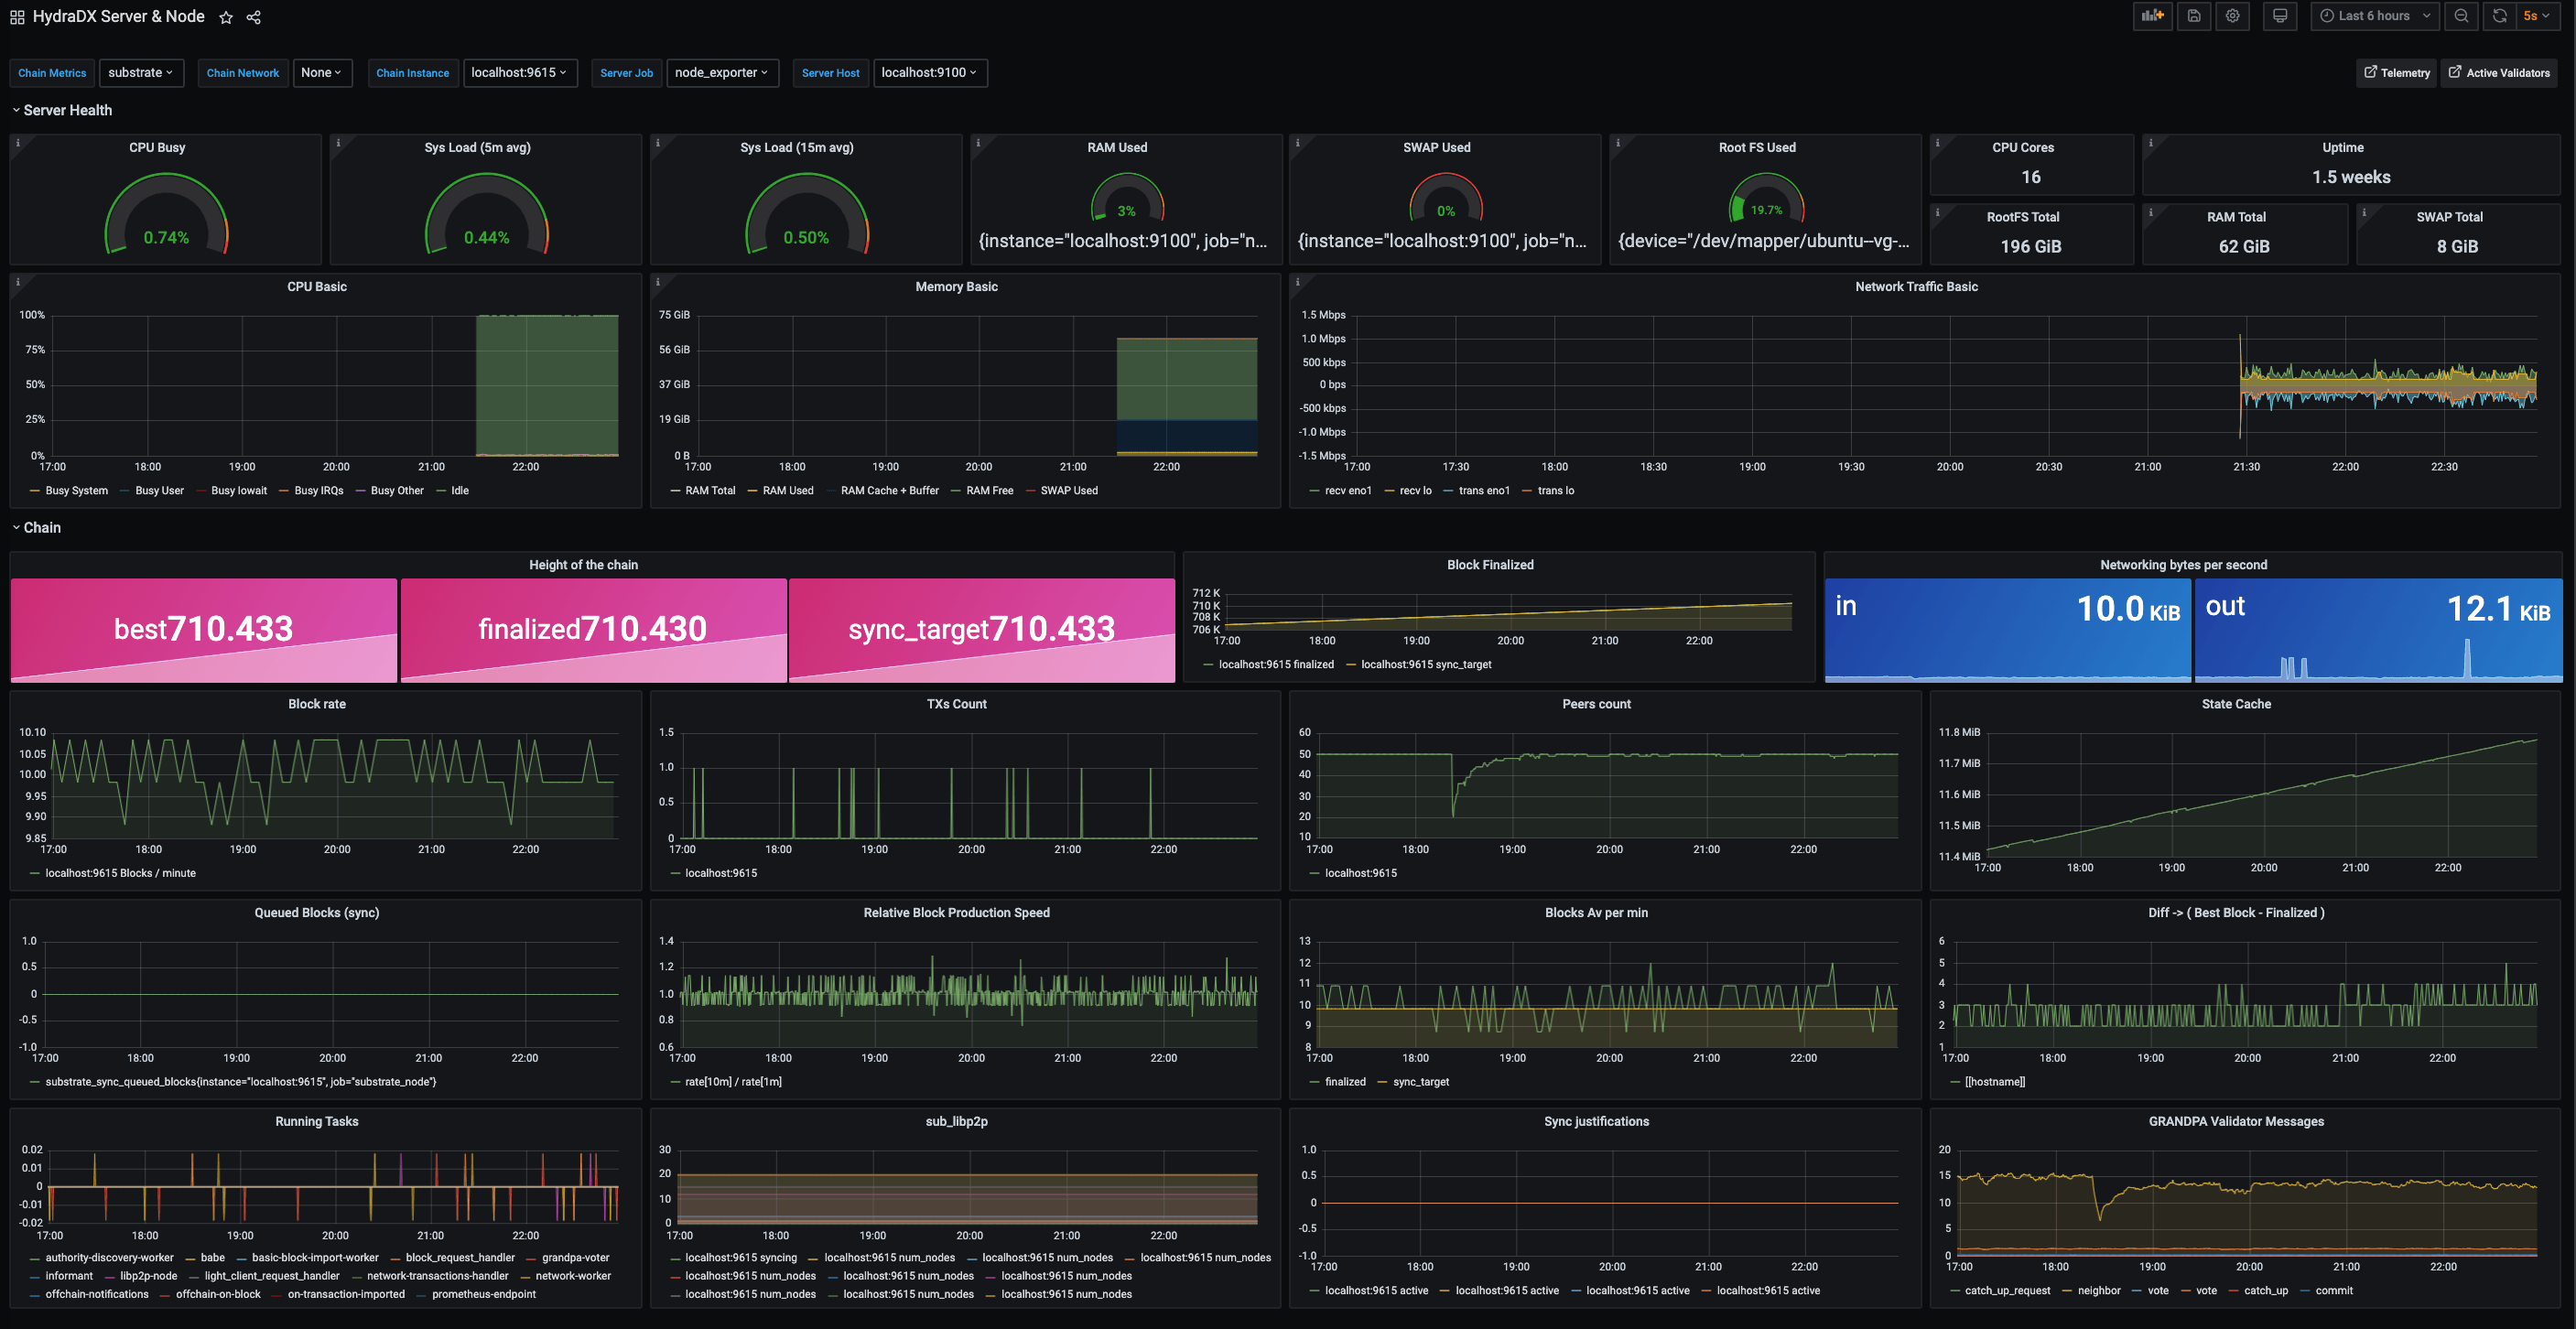 HydraDX Server & Node
Last 6 hours
5s
Chain Metrics substrate Chain Network None Chain Instance localhost:9615 Server Job node_exporter Server Host localhost:9100
Telemetry Active Validators
Server Health
CPU Busy
0.74%
Sys Load (5m avg)
0.44%
Sys Load (15m avg)
0.50%
RAM Used
3%
{instance="localhost:9100", job="n...
SWAP Used
0%
{instance="localhost:9100", job="n...
Root FS Used
19.7%
{device="/dev/mapper/ubuntu--vg-...
CPU Cores
16
Uptime
1.5 weeks
RootFS Total
196 GiB
RAM Total
62 GiB
SWAP Total
8 GiB
CPU Basic
100%
75%
50%
25%
0%
17:00 18:00 19:00 20:00 21:00 22:00
Busy System Busy User Busy Iowait Busy IRQs Busy Other Idle
Memory Basic
75 GiB
56 GiB
37 GiB
19 GiB
0 B
17:00 18:00 19:00 20:00 21:00 22:00
RAM Total RAM Used RAM Cache + Buffer RAM Free SWAP Used
Network Traffic Basic
1.5 Mbps
1.0 Mbps
500 kbps
0 bps
-500 kbps
-1.0 Mbps
-1.5 Mbps
17:00 17:30 18:00 18:30 19:00 19:30 20:00 20:30 21:00 21:30 22:00 22:30
recv eno1 recv lo trans eno1 trans lo
Chain
Height of the chain
best710.433
finalized710.430
sync_target710.433
Block Finalized
712 K
710 K
708 K
706 K
17:00 18:00 19:00 20:00 21:00 22:00
localhost:9615 finalized localhost:9615 sync_target
Networking bytes per second
in 10.0 KiB
out 12.1 KiB
Block rate
10.10
10.05
10.00
9.95
9.90
9.85
17:00 18:00 19:00 20:00 21:00 22:00
localhost:9615 Blocks / minute
TXs Count
1.5
1.0
0.5
0
17:00 18:00 19:00 20:00 21:00 22:00
localhost:9615
Peers count
60
50
40
30
20
10
17:00 18:00 19:00 20:00 21:00 22:00
localhost:9615
State Cache
11.8 MiB
11.7 MiB
11.6 MiB
11.5 MiB
11.4 MiB
17:00 18:00 19:00 20:00 21:00 22:00
Queued Blocks (sync)
1.0
0.5
0
-0.5
-1.0
17:00 18:00 19:00 20:00 21:00 22:00
substrate_sync_queued_blocks{instance="localhost:9615", job="substrate_node"}
Relative Block Production Speed
1.4
1.2
1.0
0.8
0.6
17:00 18:00 19:00 20:00 21:00 22:00
rate[10m] / rate[1m]
Blocks Av per min
13
12
11
10
9
8
17:00 18:00 19:00 20:00 21:00 22:00
finalized sync_target
Diff -> ( Best Block - Finalized )
6
5
4
3
2
1
17:00 18:00 19:00 20:00 21:00 22:00
[[hostname]]
Running Tasks
0.02
0.01
0
-0.01
-0.02
17:00 18:00 19:00 20:00 21:00 22:00
authority-discovery-worker babe basic-block-import-worker block_request_handler grandpa-voter
informant libp2p-node light_client_request_handler network-transactions-handler network-worker
offchain-notifications offchain-on-block on-transaction-imported prometheus-endpoint
sub_libp2p
30
20
10
0
17:00 18:00 19:00 20:00 21:00 22:00
localhost:9615 syncing localhost:9615 num_nodes localhost:9615 num_nodes localhost:9615 num_nodes
localhost:9615 num_nodes localhost:9615 num_nodes localhost:9615 num_nodes
localhost:9615 num_nodes localhost:9615 num_nodes localhost:9615 num_nodes
Sync justifications
1.0
0.5
0
-0.5
-1.0
17:00 18:00 19:00 20:00 21:00 22:00
localhost:9615 active localhost:9615 active localhost:9615 active localhost:9615 active
GRANDPA Validator Messages
20
15
10
5
0
17:00 18:00 19:00 20:00 21:00 22:00
catch_up_request neighbor vote vote catch_up commit